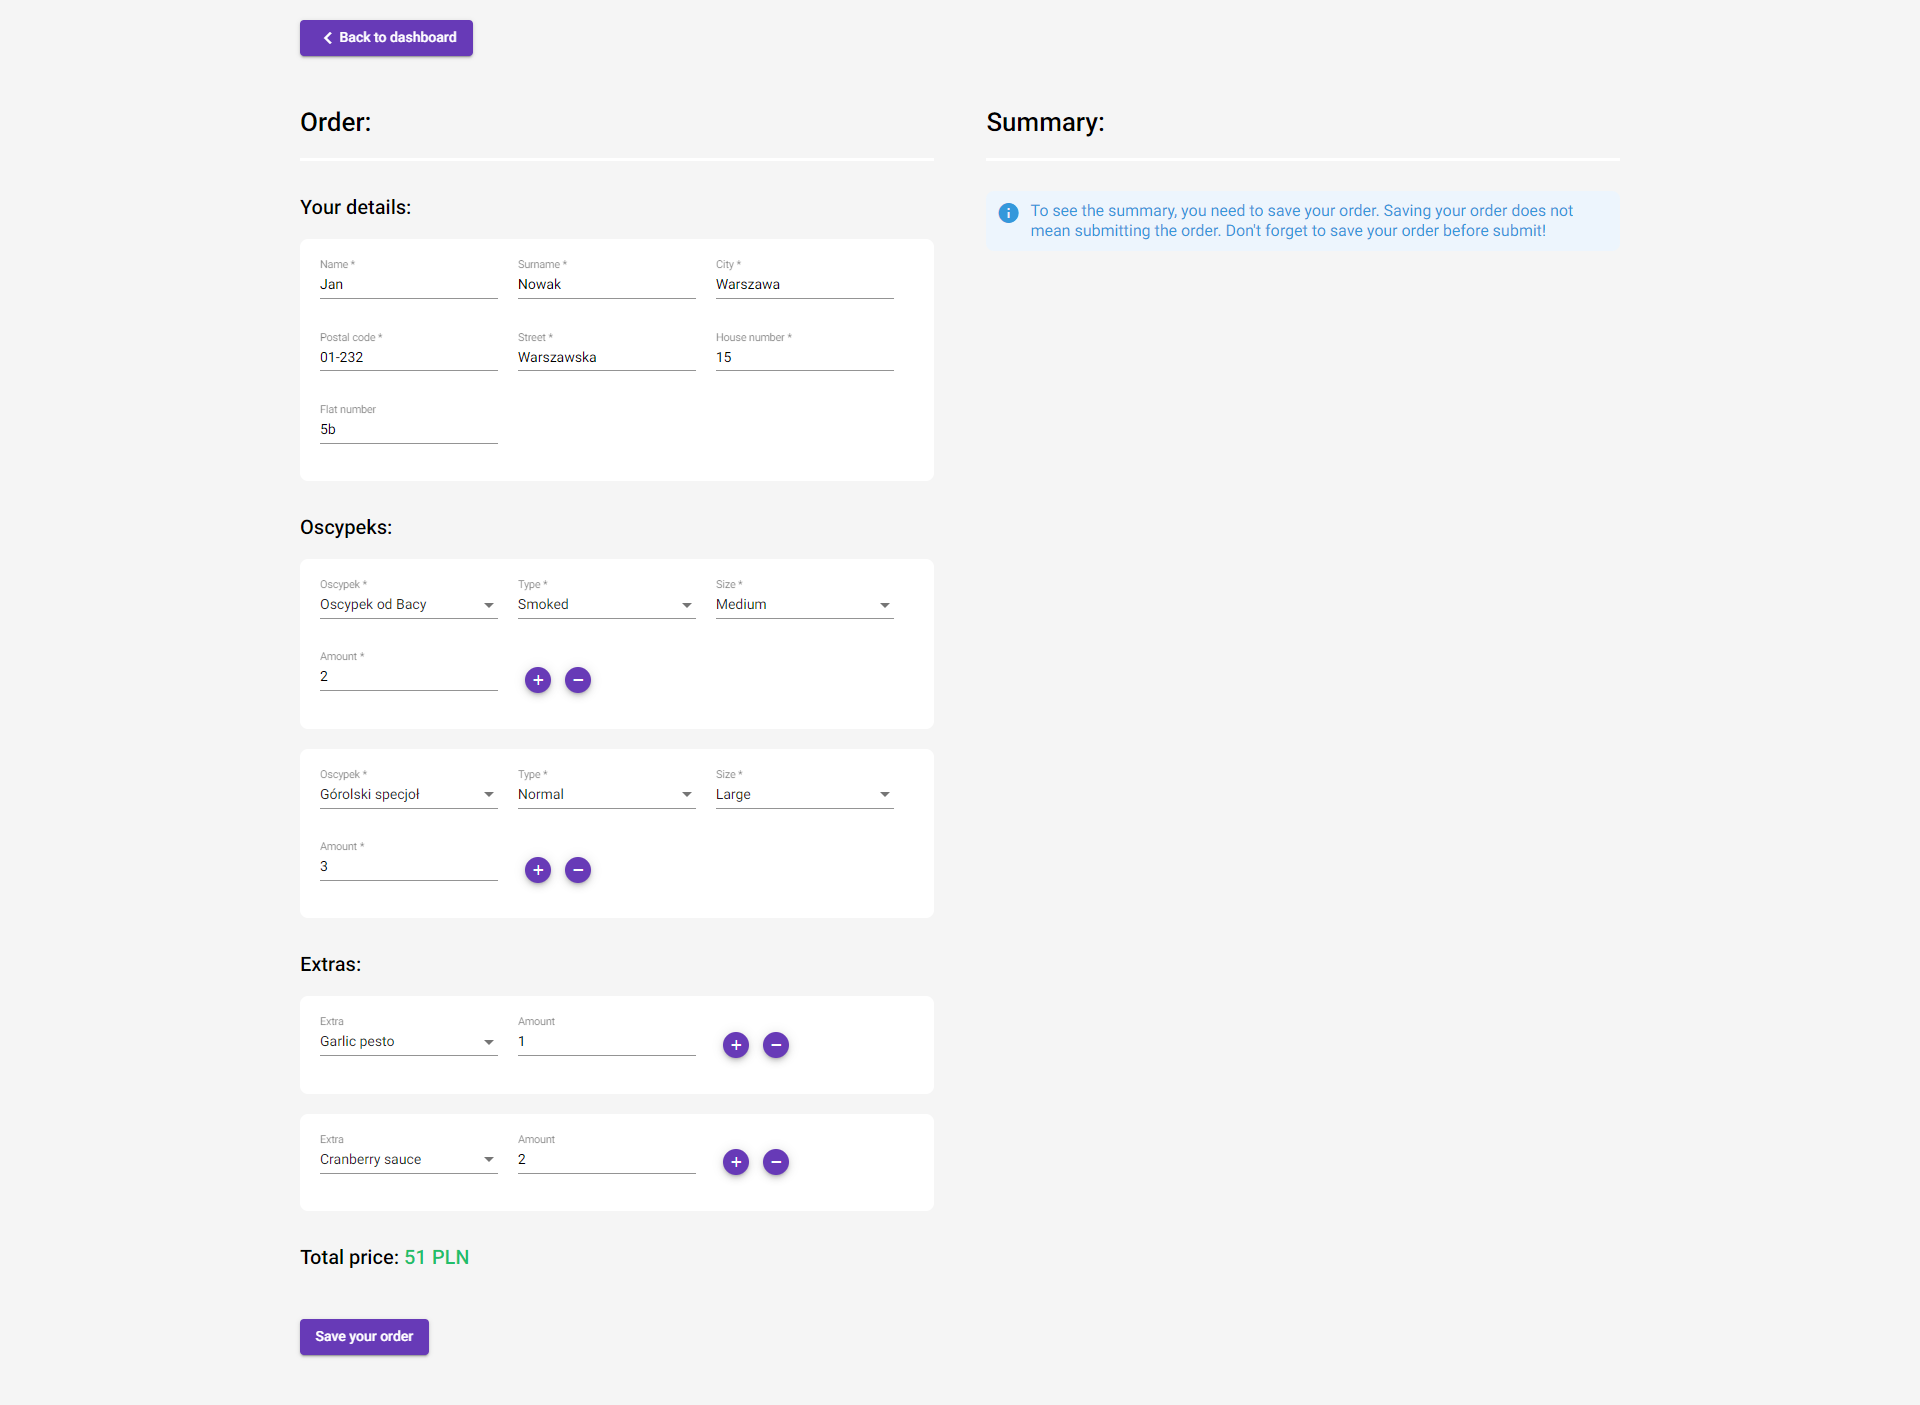 Back to dashboard
Order:
Your details:
Name *
Jan
Surname *
Nowak
City *
Warszawa
Postal code *
01-232
Street *
Warszawska
House number *
15
Flat number
5b
Oscypeks:
Oscypek *
Oscypek od Bacy
Type *
Smoked
Size *
Medium
Amount *
2
Oscypek *
Górolski specjoł
Type *
Normal
Size *
Large
Amount *
3
Extras:
Extra
Garlic pesto
Amount
1
Extra
Cranberry sauce
Amount
2
Total price: 51 PLN
Save your order
Summary:
To see the summary, you need to save your order. Saving your order does not
mean submitting the order. Don't forget to save your order before submit!